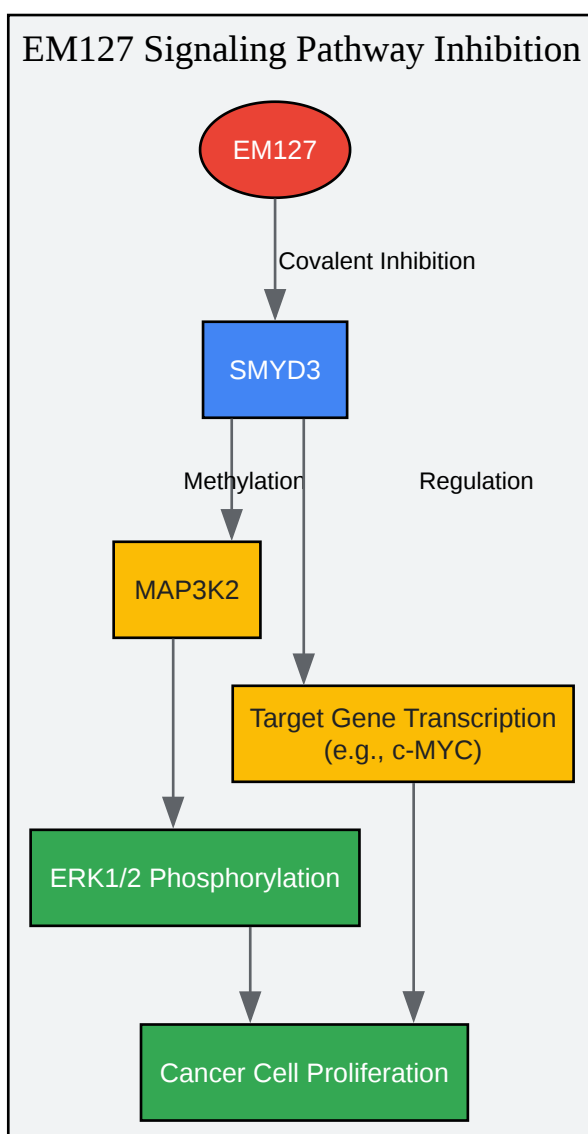 EM127 Signaling Pathway Inhibition
EM127
Covalent Inhibition
SMYD3
Methylation
Regulation
MAP3K2
Target Gene Transcription
(e.g., c-MYC)
ERK1/2 Phosphorylation
Cancer Cell Proliferation